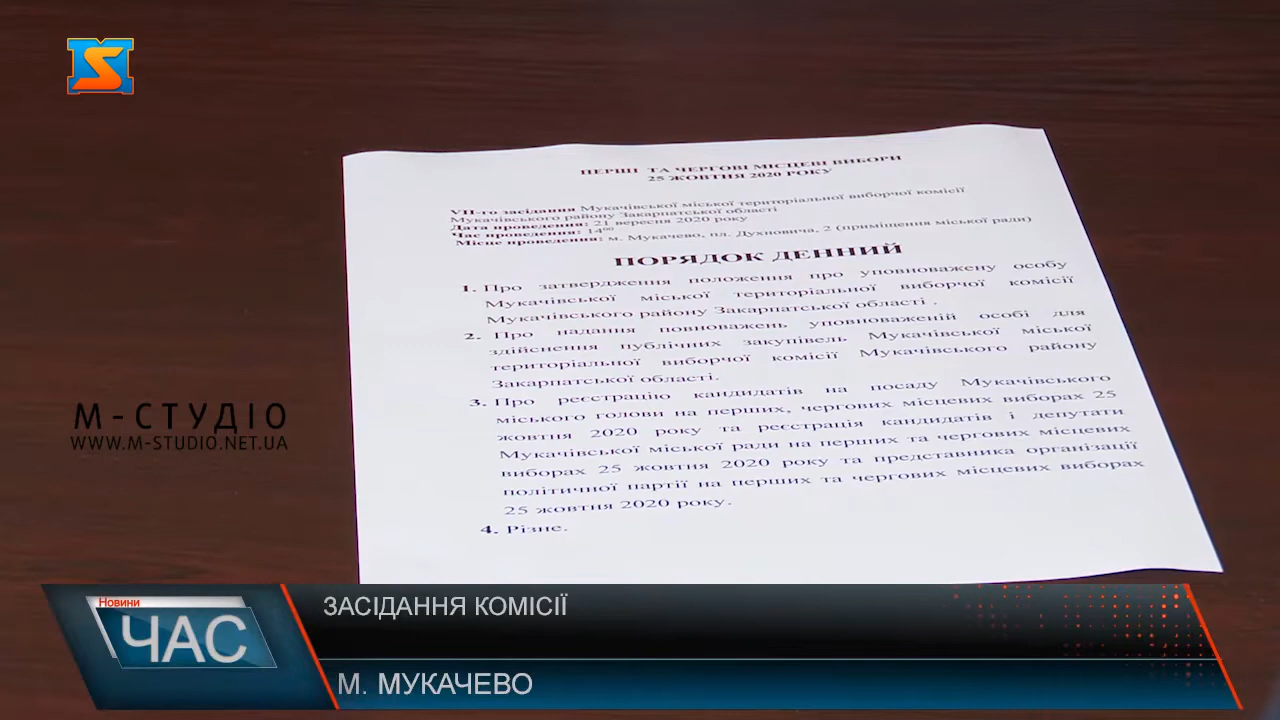 ПЕРШІ ТА ЧЕРГОВІ МІСЦЕВІ ВИБОРИ
25 ЖОВТНЯ 2020 РОКУ
VII-го засідання Мукачівської міської територіальної виборчої комісії
Мукачівського району Закарпатської області
Дата проведення: 21 вересня 2020 року
Час проведення: 14⁰⁰
Місце проведення: м. Мукачево, пл. Духновича, 2 (приміщення міської ради)
ПОРЯДОК ДЕННИЙ
1. Про затвердження положення про уповноважену особу
Мукачівської міської територіальної виборчої комісії
Мукачівського району Закарпатської області .
2. Про надання повноважень уповноваженій особі для
здійснення публічних закупівель Мукачівської міської
територіальної виборчої комісії Мукачівського району
Закарпатської області.
3. Про реєстрацію кандидатів на посаду Мукачівського
міського голови на перших, чергових місцевих виборах 25
жовтня 2020 року та реєстрація кандидатів і депутати
Мукачівської міської ради на перших та чергових місцевих
виборах 25 жовтня 2020 року та представника організації
політичної партії на перших та чергових місцевих виборах
25 жовтня 2020 року.
4. Різне.
М-СТУДІО
WWW.M-STUDIO.NET.UA
Новини
ЧАС
ЗАСІДАННЯ КОМІСІЇ
М. МУКАЧЕВО